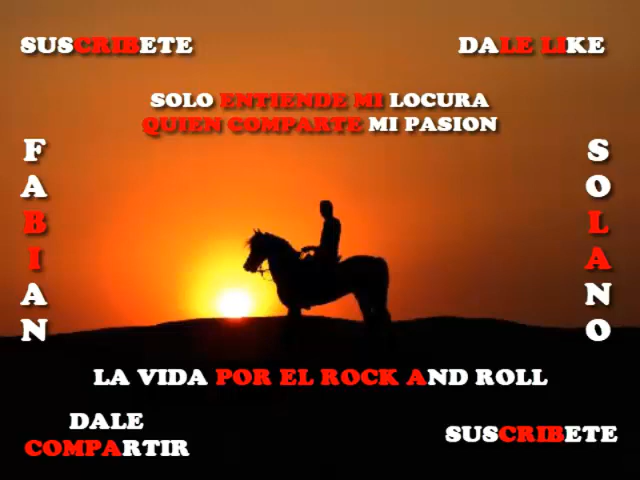 SUSCRIBETE
DALE LIKE
SOLO ENTIENDE MI LOCURA
QUIEN COMPARTE MI PASION
FABIAN
SOLANO
LA VIDA POR EL ROCK AND ROLL
DALE
COMPARTIR
SUSCRIBETE